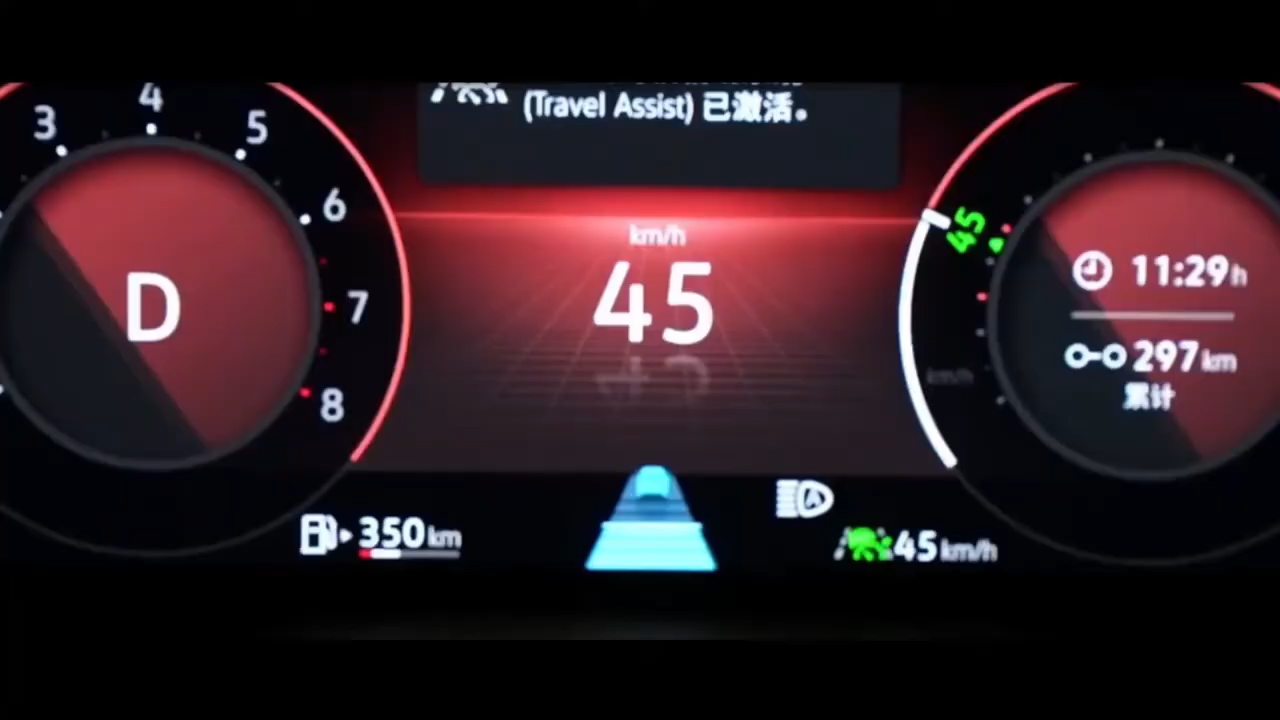 (Travel Assist) 已激活。
3
4
5
6
7
8
D
km/h
45
45
11:29h
297km
累计
km/h
350km
A
45km/h